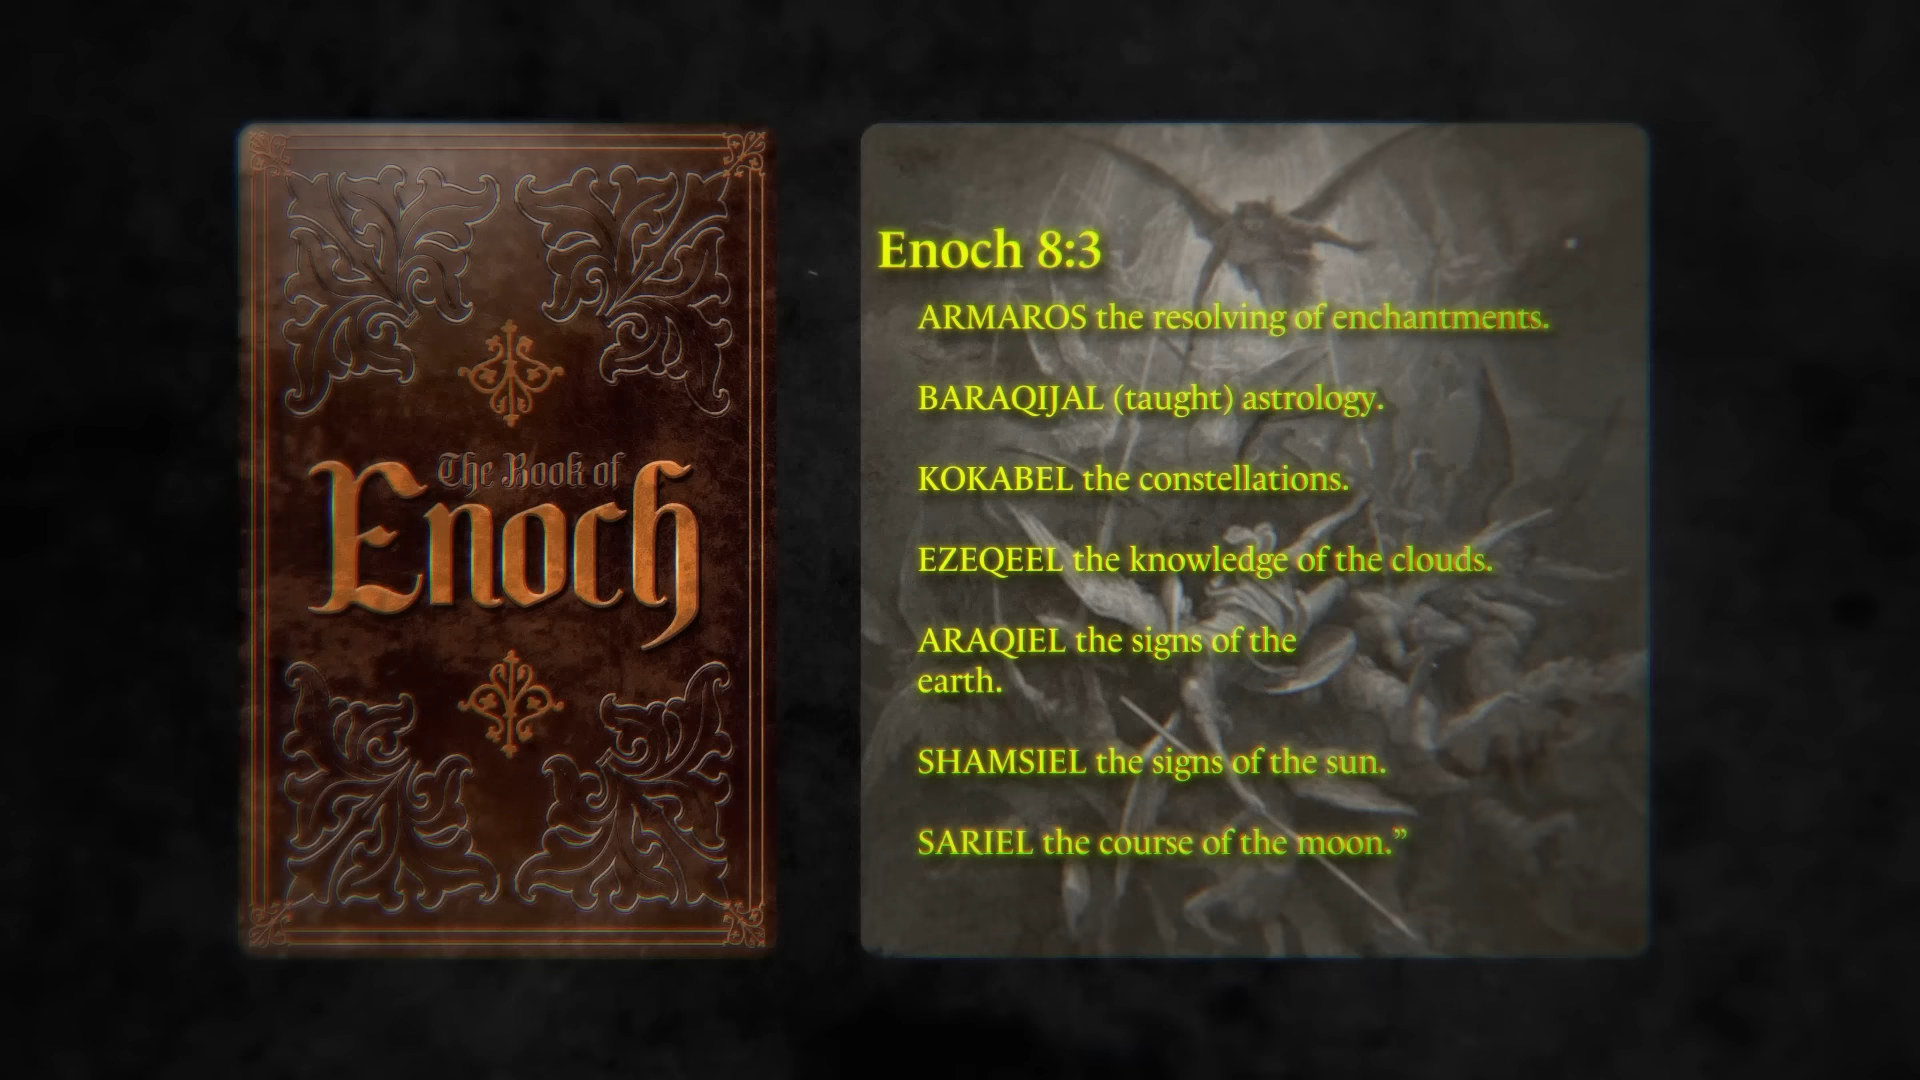 The Book of
Enoch
Enoch 8:3
ARMAROS the resolving of enchantments.
BARAQIJAL (taught) astrology.
KOKABEL the constellations.
EZEQEEL the knowledge of the clouds.
ARAQIEL the signs of the
earth.
SHAMSIEL the signs of the sun.
SARIEL the course of the moon.”